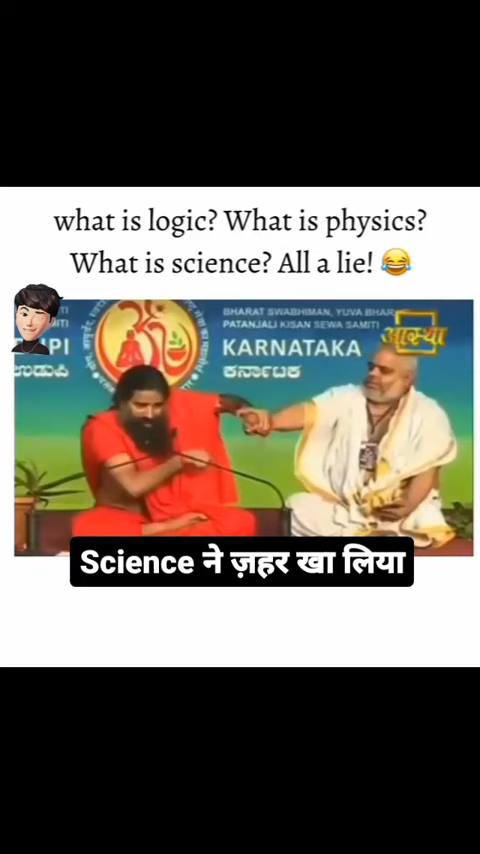 what is logic? What is physics?
What is science? All a lie! 😂
BHARAT SWABHIMAN, YUVA BHAR
PATANJALI KISAN SEWA SAMITI
KARNATAKA
ಕರ್ನಾಟಕ
ಉಡುಪಿ
आस्था
Science ने ज़हर खा लिया